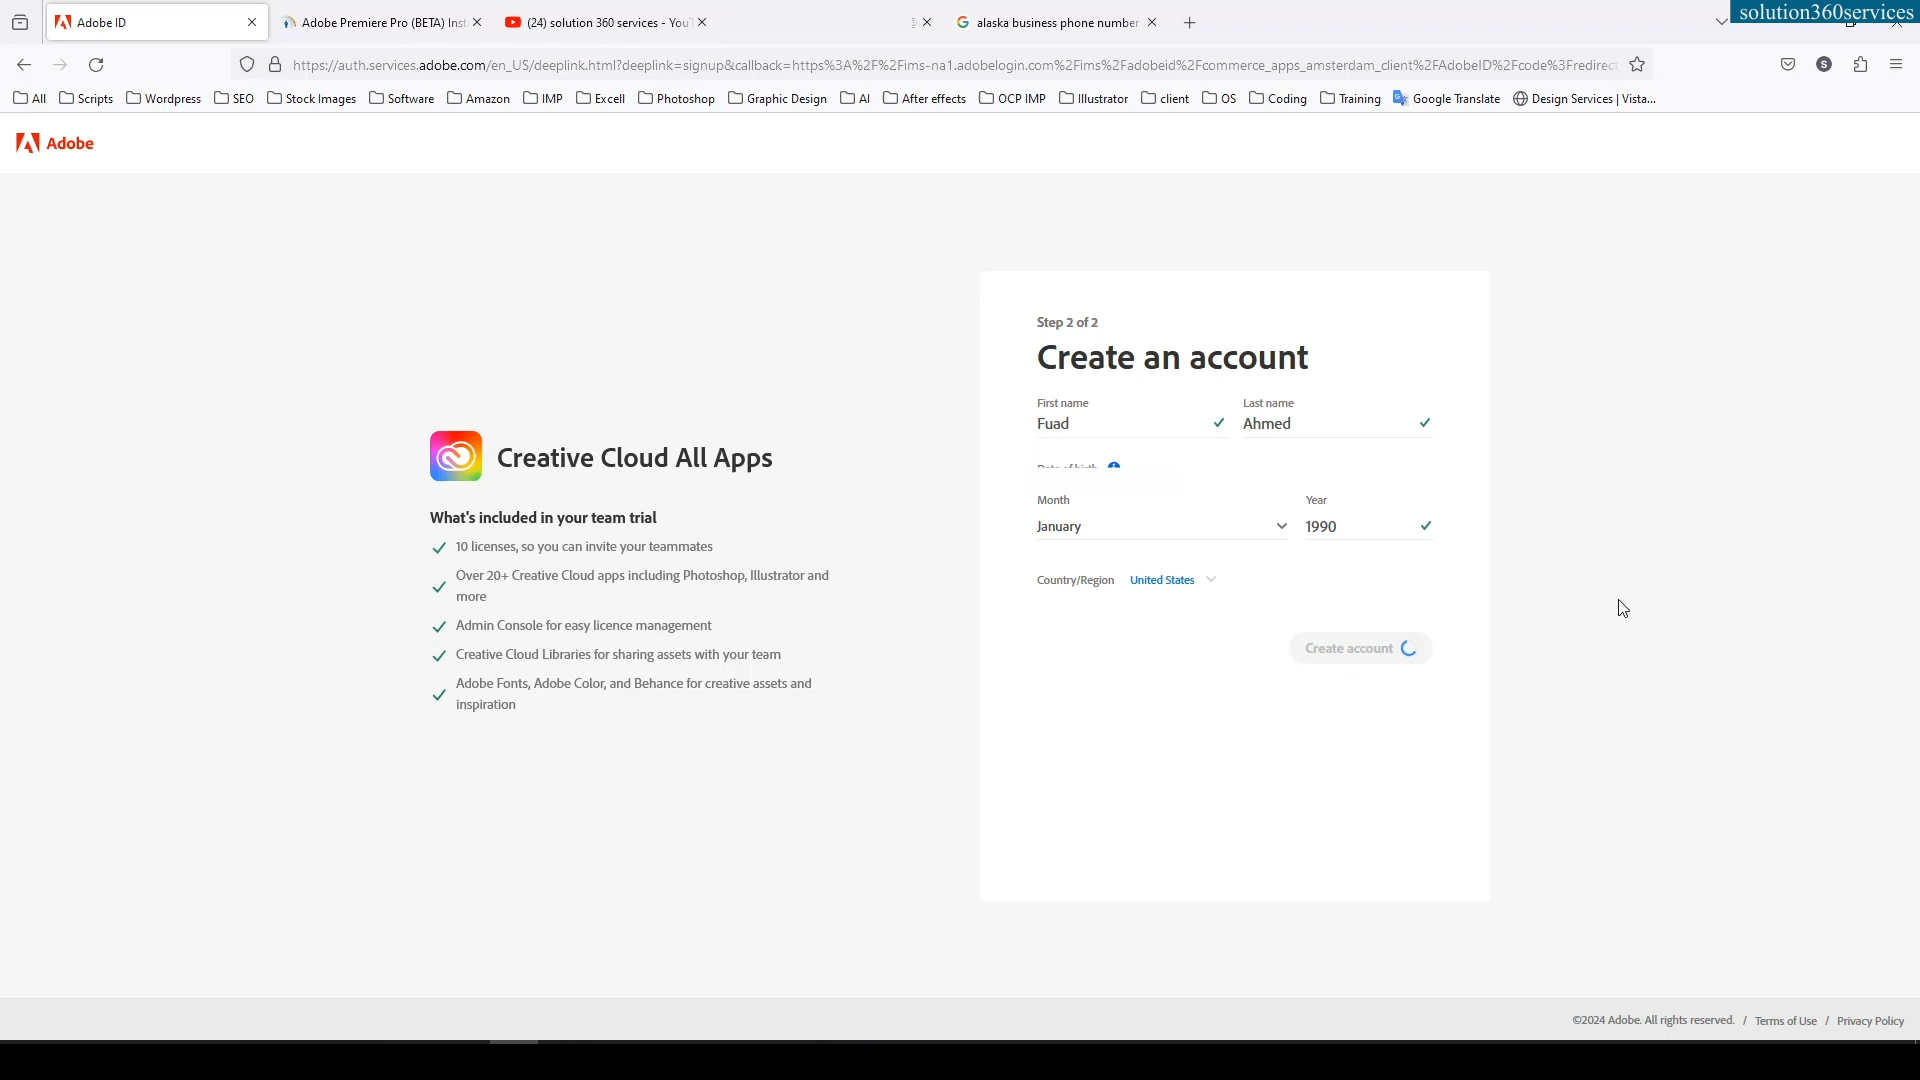 solution360services
Adobe ID
Adobe Premiere Pro (BETA) Inst
(24) solution 360 services - You
alaska business phone number
https://auth.services.adobe.com/en_US/deeplink.html?deeplink=signup&callback=https%3A%2F%2Fims-na1.adobelogin.com%2Fims%2Fadobeid%2Fcommerce_apps_amsterdam_client%2FAdobeID%2Fcode%3Fredirect
S
All Scripts Wordpress SEO Stock Images Software Amazon IMP Excell Photoshop Graphic Design AI After effects OCP IMP Illustrator client OS Coding Training Google Translate Design Services | Vista...
Adobe
Creative Cloud All Apps
What's included in your team trial
10 licenses, so you can invite your teammates
Over 20+ Creative Cloud apps including Photoshop, Illustrator and
more
Admin Console for easy licence management
Creative Cloud Libraries for sharing assets with your team
Adobe Fonts, Adobe Color, and Behance for creative assets and
inspiration
Step 2 of 2
Create an account
First name Last name
Fuad Ahmed
Date of birth
Month Year
January 1990
Country/Region United States
Create account
©2024 Adobe. All rights reserved. / Terms of Use / Privacy Policy